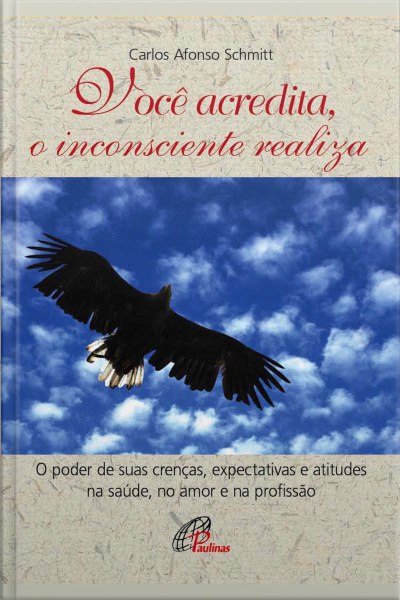 Carlos Afonso Schmitt
Você acredita,
o inconsciente realiza
O poder de suas crenças, expectativas e atitudes
na saúde, no amor e na profissão
Paulinas